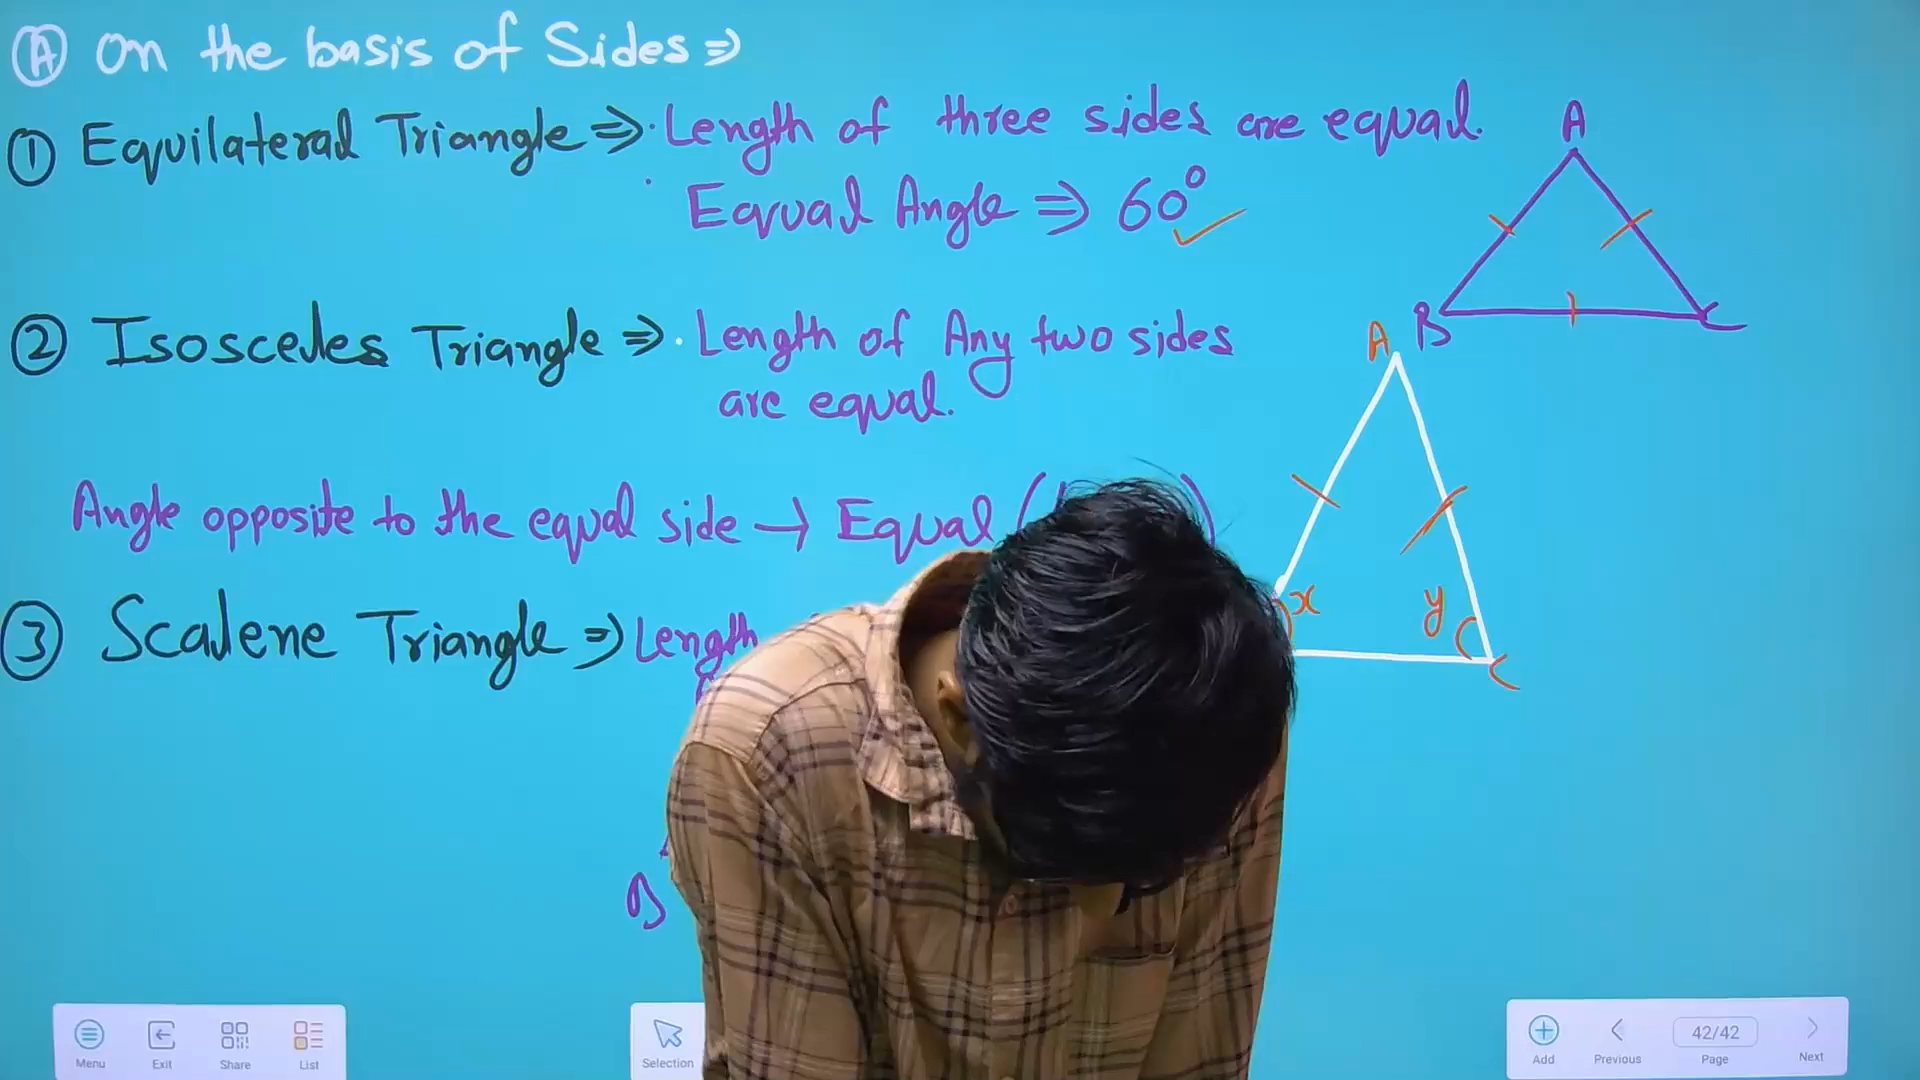 Ⓐ On the basis of Sides ⇒
① Equilateral Triangle ⇒ · Length of three sides are equal.
· Equal Angle ⇒ 60° ✓
A
B
C
② Isosceles Triangle ⇒ · Length of Any two sides
are equal.
A
Angle opposite to the equal side → Equal (
)
x
y
C
③ Scalene Triangle ⇒ Length
B
Menu
Exit
Share
List
Selection
Add
Previous
42/42
Page
Next